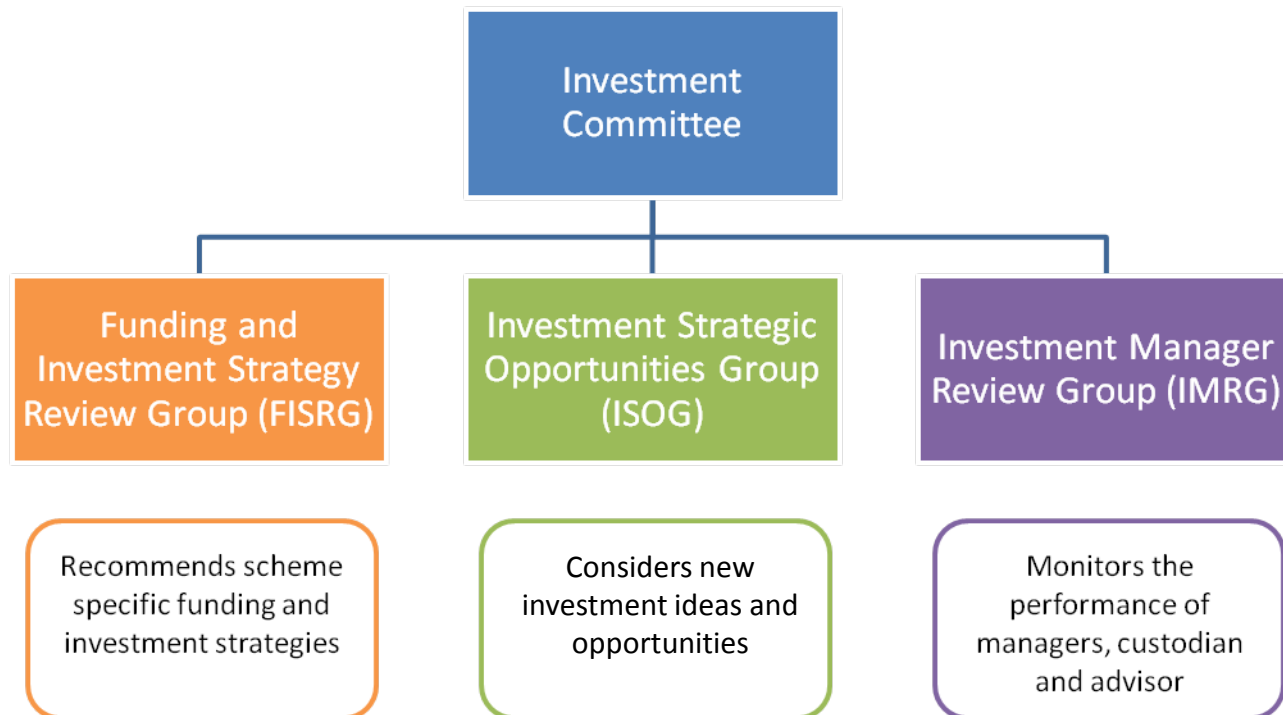 Investment
Committee
Funding and
Investment Strategy
Review Group (FISRG)
Investment Strategic
Opportunities Group
(ISOG)
Investment Manager
Review Group (IMRG)
Recommends scheme
specific funding and
investment strategies
Considers new
investment ideas and
opportunities
Monitors the
performance of
managers, custodian
and advisor